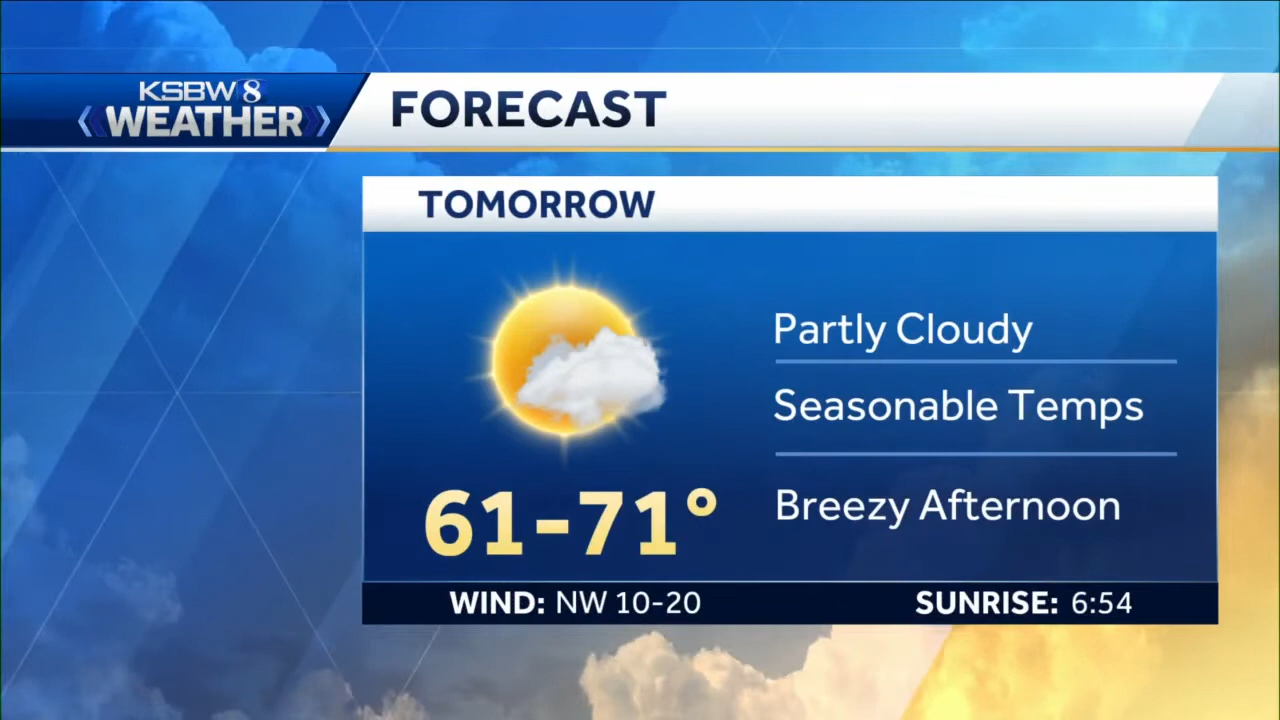 KSBW 8
WEATHER
FORECAST
TOMORROW
Partly Cloudy
Seasonable Temps
61-71°
Breezy Afternoon
WIND: NW 10-20
SUNRISE: 6:54